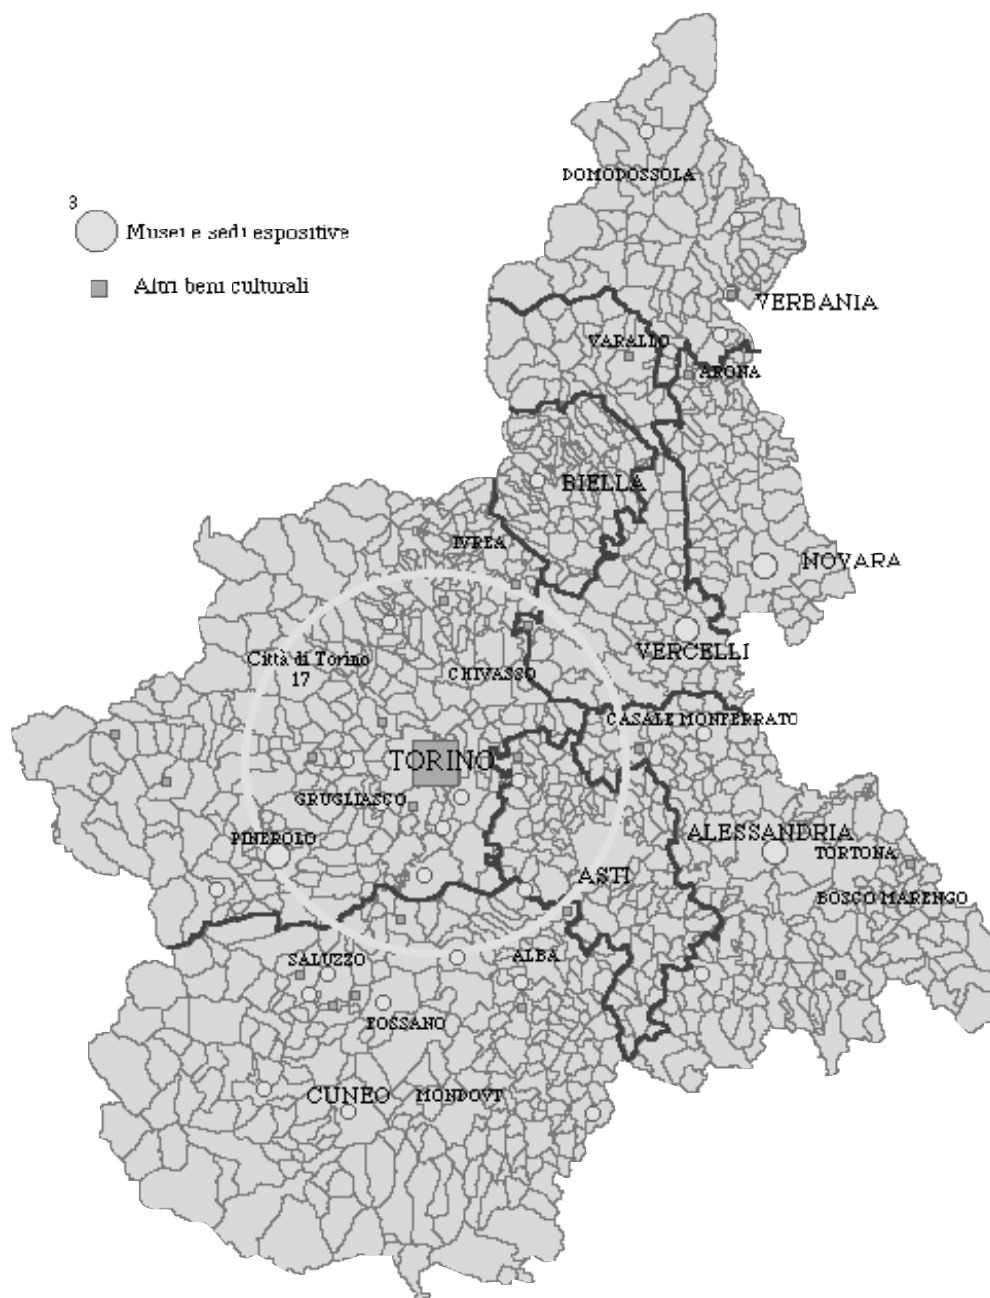 DOMODOSSOLA
3
Musei e sedi espositive
Altri beni culturali
VERBANIA
VARALLO
ARONA
BIELLA
IVREA
NOVARA
VERCELLI
Città di Torino
17
CHIVASSO
CASALE MONFERRATO
TORINO
GRUGLIASCO
PINEROLO
ALESSANDRIA
TORTONA
ASTI
BOSCO MARENGO
SALUZZO
ALBA
FOSSANO
CUNEO
MONDOVI